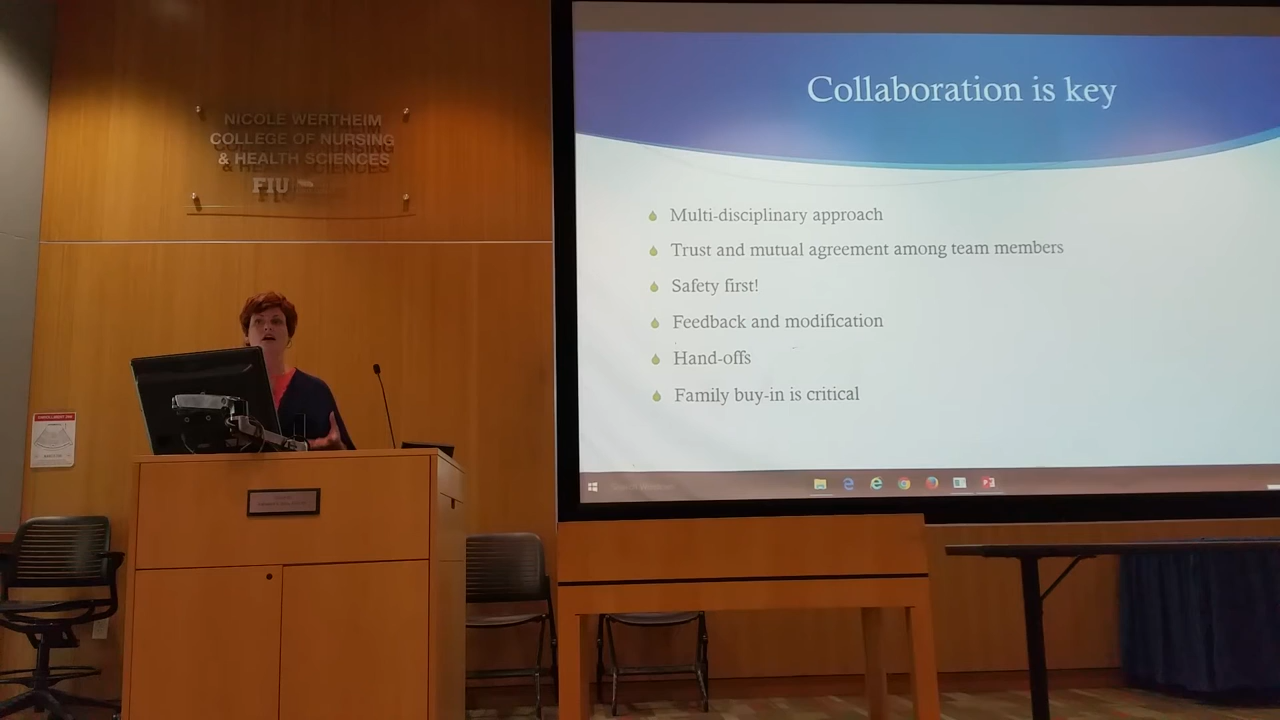 NICOLE WERTHEIM
COLLEGE OF NURSING
& HEALTH SCIENCES
FIU
Collaboration is key
Multi-disciplinary approach
Trust and mutual agreement among team members
Safety first!
Feedback and modification
Hand-offs
Family buy-in is critical